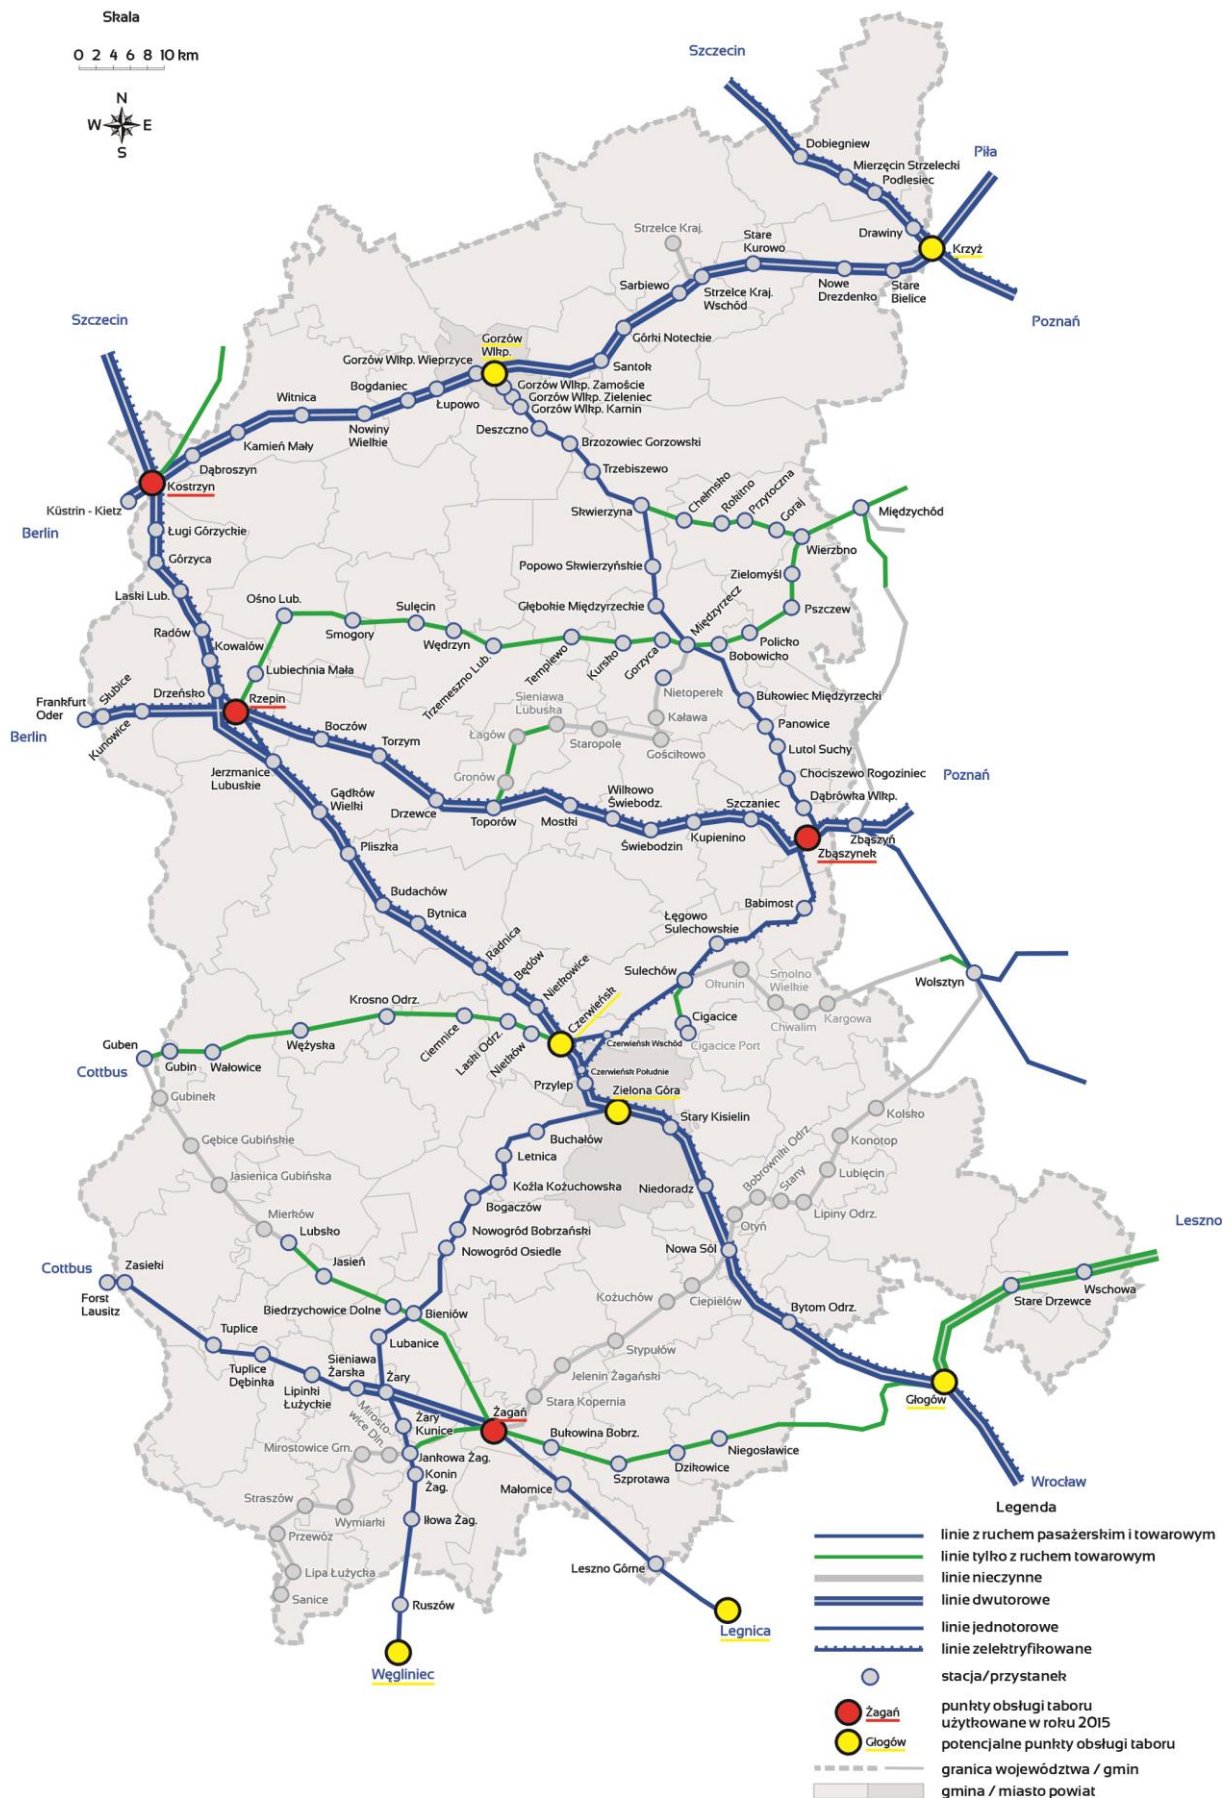 Skala
0 2 4 6 8 10 km
N
W E
S
Szczecin
Dobiegniew
Mierzęcin Strzelecki
Podlesiec
Piła
Drawiny
Krzyż
Strzelce Kraj.
Stare
Kurowo
Sarbiewo
Strzelce Kraj.
Wschód
Nowe
Drezdenko
Stare
Bielice
Poznań
Szczecin
Górki Noteckie
Gorzów
Wlkp.
Gorzów Wlkp. Wieprzyce
Santok
Bogdaniec
Gorzów Wlkp. Zamoście
Gorzów Wlkp. Zieleniec
Gorzów Wlkp. Karnin
Witnica
Łupowo
Nowiny
Wielkie
Deszczno
Kamień Mały
Brzozowiec Gorzowski
Dąbroszyn
Trzebiszewo
Kostrzyn
Küstrin - Kietz
Berlin
Skwierzyna
Chełmsko
Rokitno
Przytoczna
Goraj
Międzychód
Ługi Górzyckie
Wierzbno
Górzyca
Popowo Skwierzyńskie
Zielomyśl
Laski Lub.
Ośno Lub.
Sulęcin
Głębokie Międzyrzeckie
Międzyrzecz
Pszczew
Radów
Smogory
Wędrzyn
Policko
Kowalów
Trzemeszno Lub.
Templewo
Kursko
Gorzyca
Bobowicko
Lubiechnia Mała
Drzeńsko
Rzepin
Frankfurt
Oder
Słubice
Kunowice
Berlin
Nietoperek
Bukowiec Międzyrzecki
Sieniawa
Lubuska
Kaława
Panowice
Łagów
Staropole
Gościkowo
Lutol Suchy
Boczów
Torzym
Jerzmanice
Lubuskie
Gronów
Chociszewo Rogoziniec
Poznań
Gądków
Wielki
Drzewce
Toporów
Mostki
Wilkowo
Świebodz.
Świebodzin
Kupienino
Szczaniec
Dąbrówka Wlkp.
Zbąszyń
Zbąszynek
Pliszka
Budachów
Bytnica
Babimost
Łęgowo
Sulechowskie
Radnica
Będów
Nietkowice
Sulechów
Okunin
Smolno
Wielkie
Wolsztyn
Krosno Odrz.
Czerwieńsk
Cigacice
Chwalim
Kargowa
Ciemnice
Laski Odrz.
Nietków
Czerwieńsk Wschód
Cigacice Port
Guben
Gubin
Wałowice
Wężyska
Cottbus
Czerwieńsk Południe
Przylep
Zielona Góra
Gubinek
Stary Kisielin
Kolsko
Buchałów
Gębice Gubińskie
Letnica
Bobrowniki Odrz.
Stany
Konotop
Jasienica Gubińska
Koźla Kożuchowska
Niedoradz
Lubięcin
Bogaczów
Lipiny Odrz.
Mierków
Nowogród Bobrzański
Otyń
Leszno
Lubsko
Nowogród Osiedle
Nowa Sól
Cottbus
Zasieki
Jasień
Forst
Lausitz
Kożuchów
Ciepielów
Wschowa
Stare Drzewce
Biedrzychowice Dolne
Bieniów
Bytom Odrz.
Tuplice
Lubanice
Stypułów
Tuplice
Dębinka
Sieniawa
Żarska
Żary
Jelenin Żagański
Lipinki
Łużyckie
Stara Kopernia
Głogów
Mirosto-
wice Dln.
Żary
Kunice
Żagań
Bukowina Bobrz.
Niegosławice
Mirostowice Grn.
Jankowa Żag.
Dzikowice
Konin
Żag.
Szprotawa
Małomice
Wrocław
Straszów
Wymiarki
Iłowa Żag.
Przewóz
Leszno Górne
Lipa Łużycka
Sanice
Ruszów
Legnica
Węgliniec
Legenda
linie z ruchem pasażerskim i towarowym
linie tylko z ruchem towarowym
linie nieczynne
linie dwutorowe
linie jednotorowe
linie zelektryfikowane
stacja/przystanek
Żagań
punkty obsługi taboru
użytkowane w roku 2015
Głogów
potencjalne punkty obsługi taboru
granica województwa / gmin
gmina / miasto powiat